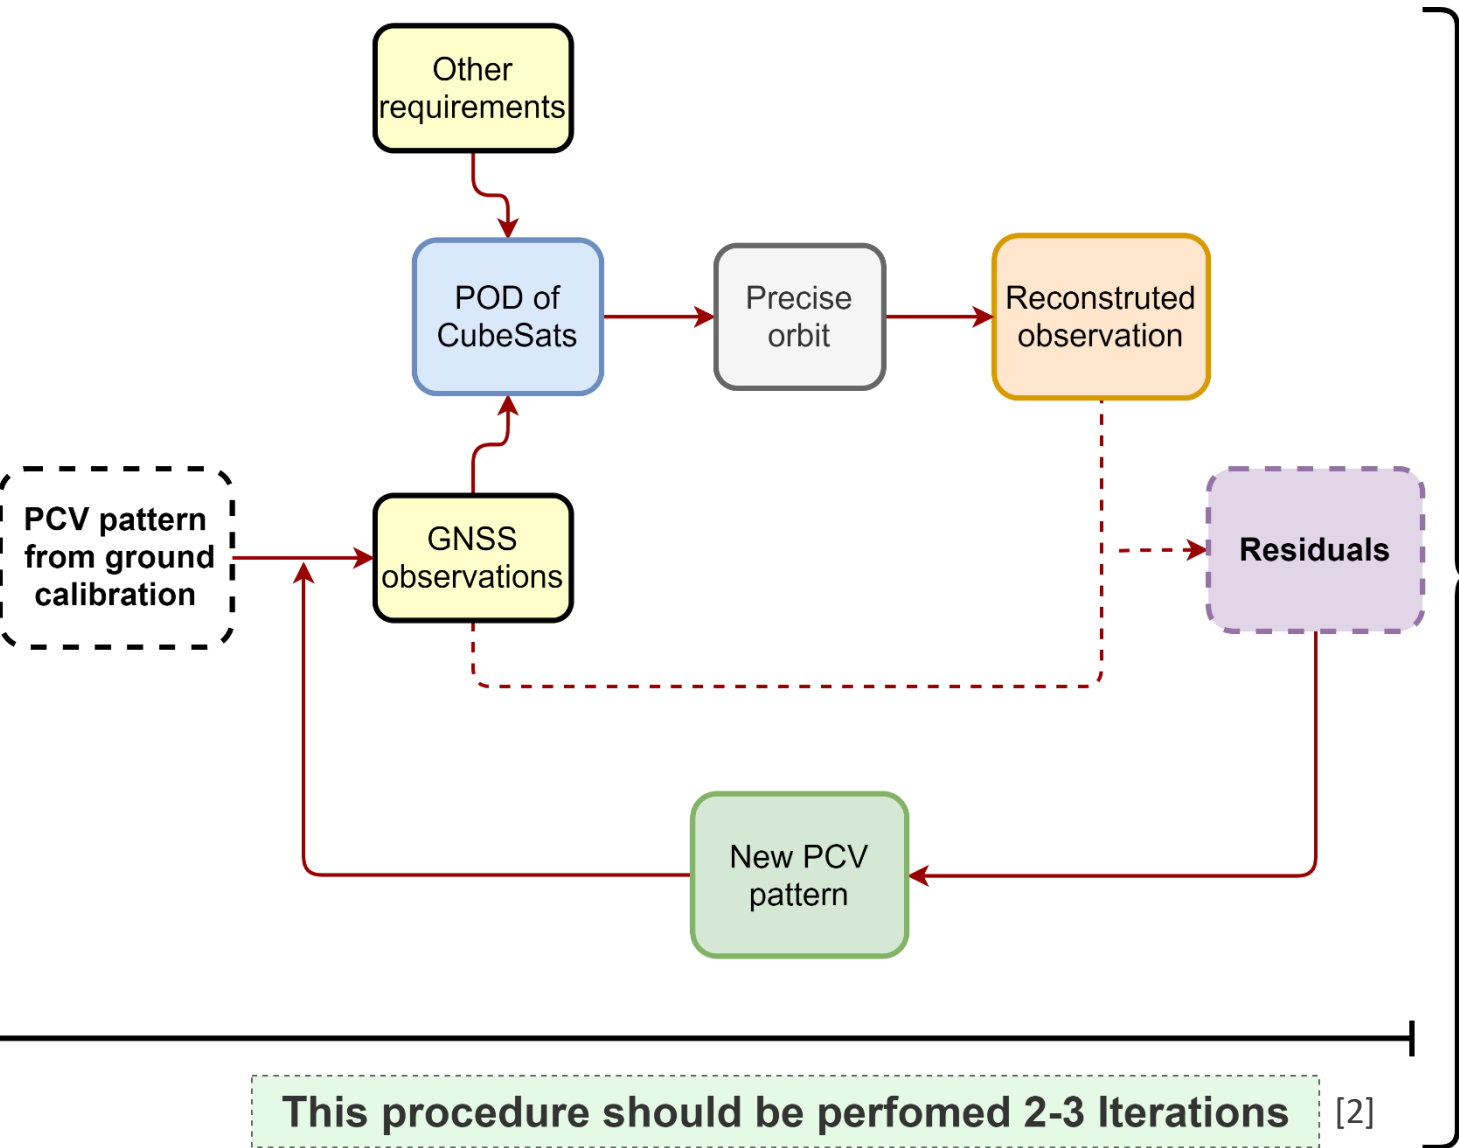 Other
requirements
POD of
CubeSats
Precise
orbit
Reconstruted
observation
PCV pattern
from ground
calibration
GNSS
observations
Residuals
New PCV
pattern
This procedure should be perfomed 2-3 Iterations
[2]